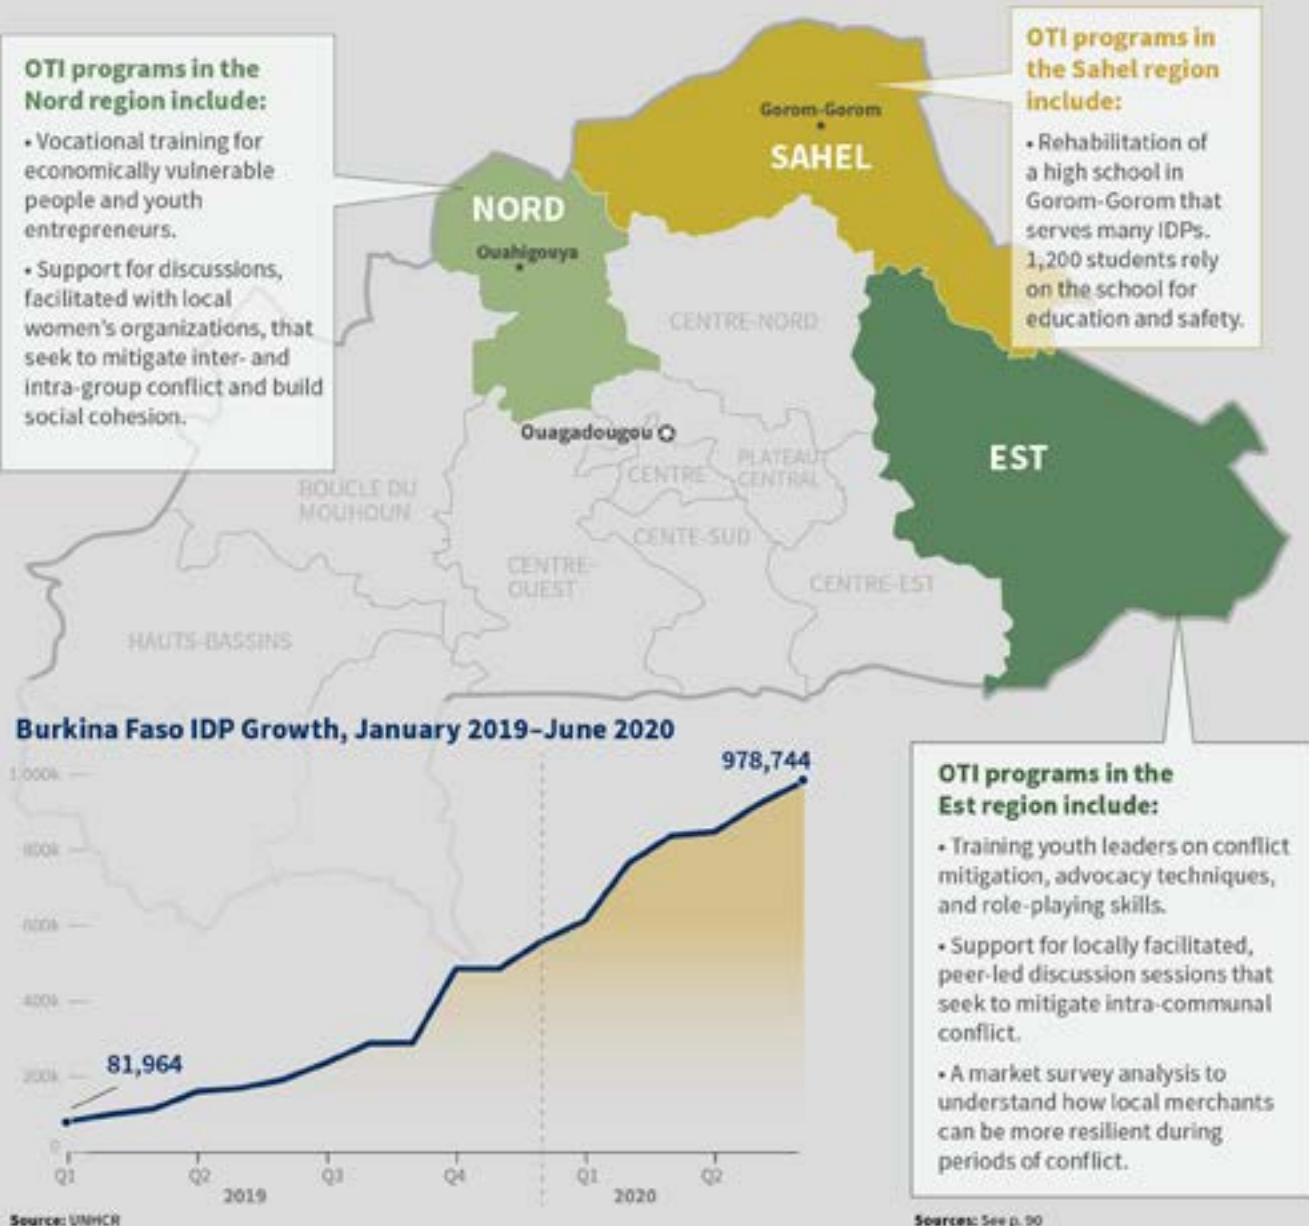 OTI programs in the
Nord region include:
• Vocational training for
economically vulnerable
people and youth
entrepreneurs.
• Support for discussions,
facilitated with local
women's organizations, that
seek to mitigate inter- and
intra-group conflict and build
social cohesion.
OTI programs in
the Sahel region
include:
• Rehabilitation of
a high school in
Gorom-Gorom that
serves many IDPs.
1,200 students rely
on the school for
education and safety.
Gorom-Gorom
SAHEL
NORD
Ouahigouya
CENTRE-NORD
Ouagadougou
EST
CENTRE
PLATEAU
CENTRAL
BOUCLE DU
MOUHOUN
CENTE-SUD
CENTRE-
OUEST
CENTRE-EST
HAUTS-BASSINS
Burkina Faso IDP Growth, January 2019–June 2020
978,744
1,000k
800k
600k
400k
81,964
200k
0
Q1
Q2
Q3
Q4
Q1
Q2
2019
2020
Source: UNHCR
OTI programs in the
Est region include:
• Training youth leaders on conflict
mitigation, advocacy techniques,
and role-playing skills.
• Support for locally facilitated,
peer-led discussion sessions that
seek to mitigate intra-communal
conflict.
• A market survey analysis to
understand how local merchants
can be more resilient during
periods of conflict.
Sources: See p. 90